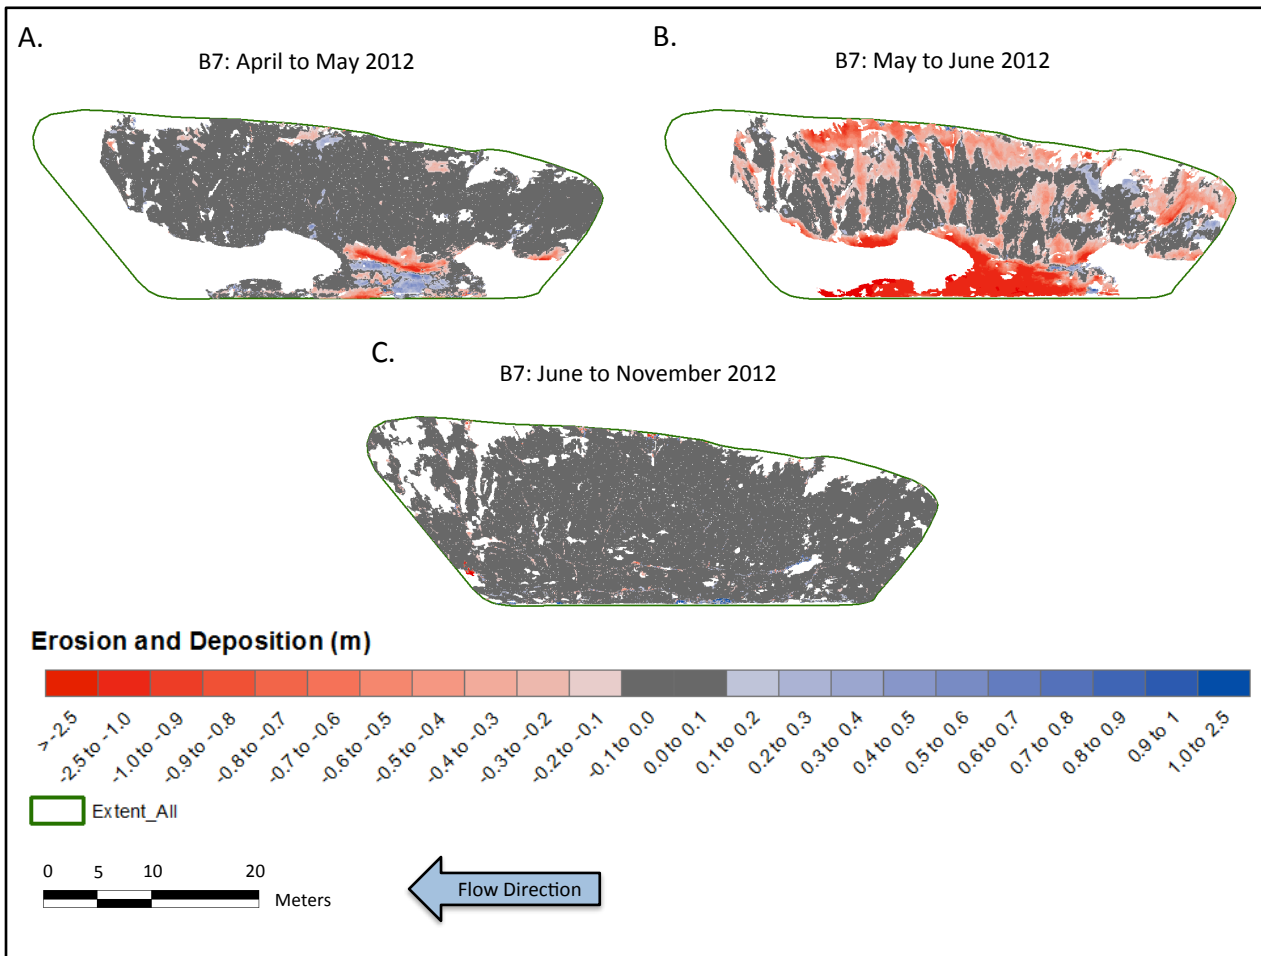 A.
B7: April to May 2012
B.
B7: May to June 2012
C.
B7: June to November 2012
Erosion and Deposition (m)
> -2.5
-2.5 to -1.0
-1.0 to -0.9
-0.9 to -0.8
-0.8 to -0.7
-0.7 to -0.6
-0.6 to -0.5
-0.5 to -0.4
-0.4 to -0.3
-0.3 to -0.2
-0.2 to -0.1
-0.1 to 0.0
0.0 to 0.1
0.1 to 0.2
0.2 to 0.3
0.3 to 0.4
0.4 to 0.5
0.5 to 0.6
0.6 to 0.7
0.7 to 0.8
0.8 to 0.9
0.9 to 1
1.0 to 2.5
Extent_All
0 5 10 20
Meters
Flow Direction